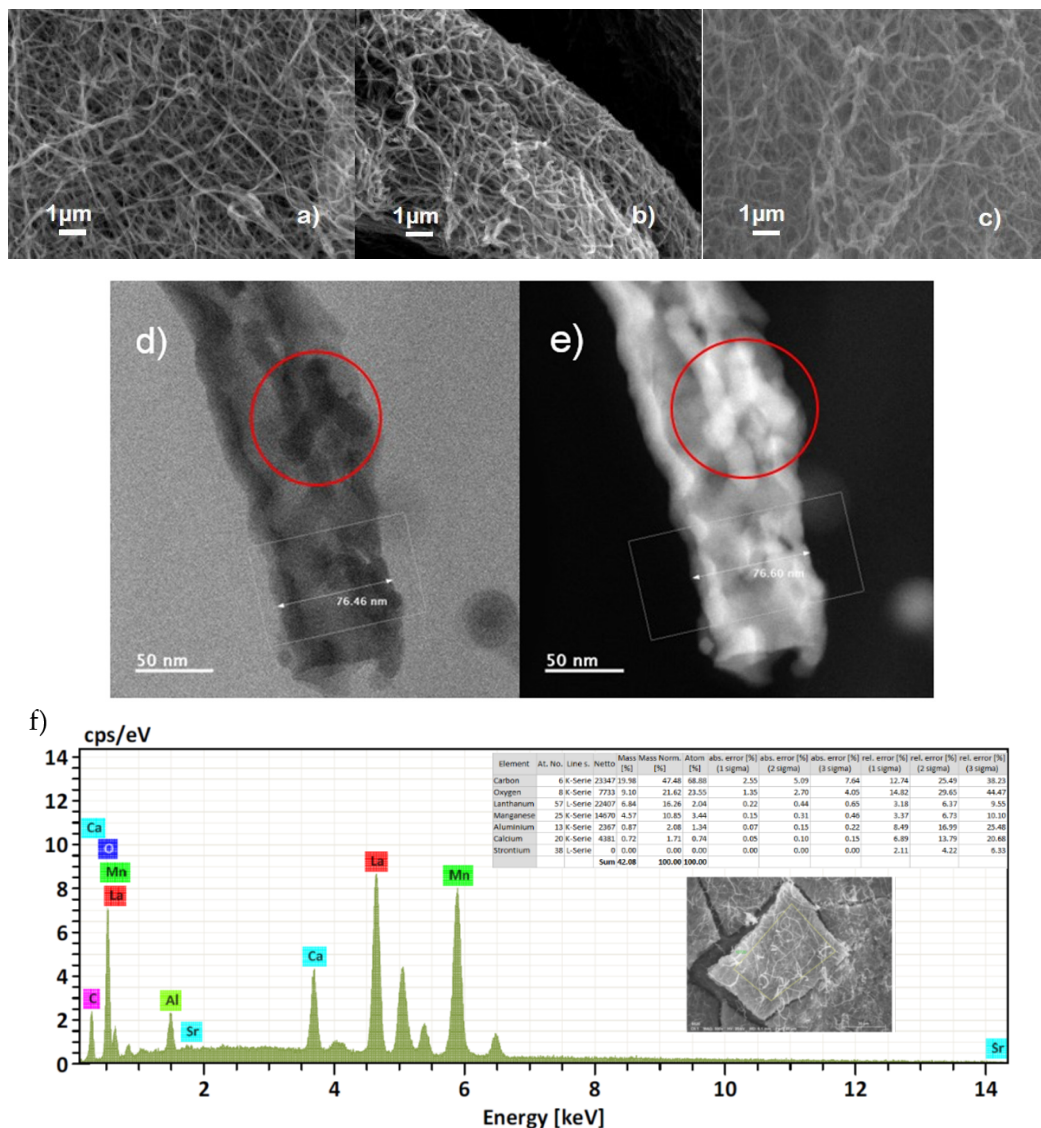 1µm a)
1µm b)
1µm c)
d)
76.46 nm
50 nm
e)
76.60 nm
f)
cps/eV
14
12
10
8
6
4
2
0
Ca
O
Mn
La
C
Al
Sr
Ca
La
Mn
Sr
Element At. No. Line s. Netto Mass [%] Mass Norm. [%] Atom [%] abs. error [%] (1 sigma) abs. error [%] (2 sigma) abs. error [%] (3 sigma) rel. error [%] (1 sigma) rel. error [%] (2 sigma) rel. error [%] (3 sigma)
Carbon 6 K-Serie 23347 19.98 47.48 68.88 2.55 5.09 7.64 12.74 25.49 38.23
Oxygen 8 K-Serie 7733 9.10 21.62 23.55 1.35 2.70 4.05 14.82 29.65 44.47
Lanthanum 57 L-Serie 22407 6.84 16.26 2.04 0.22 0.44 0.65 3.18 6.37 9.55
Manganese 25 K-Serie 14670 4.57 10.85 3.44 0.15 0.31 0.46 3.37 6.73 10.10
Aluminium 13 K-Serie 2367 0.87 2.08 1.34 0.07 0.15 0.22 8.49 16.99 25.48
Calcium 20 K-Serie 4381 0.72 1.71 0.74 0.05 0.10 0.15 6.89 13.79 20.68
Strontium 38 L-Serie 0 0.00 0.00 0.00 0.00 0.00 0.00 2.11 4.22 6.33
Sum 42.08 100.00 100.00
2 4 6 8 10 12 14
Energy [keV]